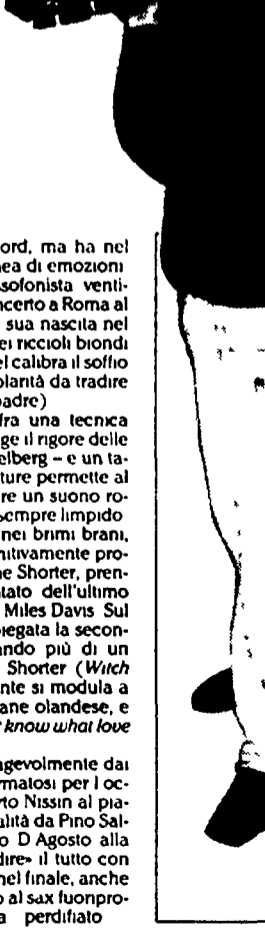 ord, ma ha nel
nea di emozioni
sofonista venti-
ncerto a Roma al
sua nascita nel
ei riccioli biondi
el calibra il soffio
olarità da tradire
padre)
fra una tecnica
ge il rigore delle
elberg – e un ta-
ture permette al
re un suono ro-
sempre limpido
nei brimi brani,
nitivamente pro-
ne Shorter, pren-
tato dell'ultimo
Miles Davis Sul
piegata la secon-
ando più di un
Shorter (Witch
nte si modula a
ane olandese, e
t know what love
agevolmente dai
rmatosi per l oc-
rto Nissin al pia-
alità da Pino Sal-
o D Agosto alla
dire» il tutto con
nel finale, anche
o al sax fuonpro-
a perdifiato